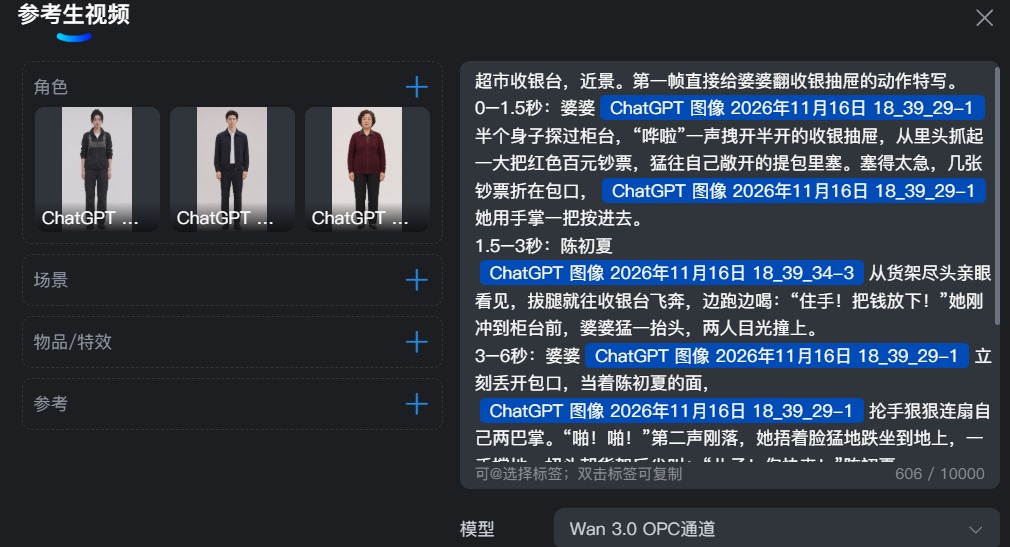 参考生视频
角色
ChatGPT ...
ChatGPT ...
ChatGPT ...
场景
物品/特效
参考
超市收银台，近景。第一帧直接给婆婆翻收银抽屉的动作特写。
0—1.5秒：婆婆 ChatGPT 图像 2026年11月16日 18_39_29-1
半个身子探过柜台，“哗啦”一声拽开半开的收银抽屉，从里头抓起
一大把红色百元钞票，猛往自己敞开的提包里塞。塞得太急，几张
钞票折在包口， ChatGPT 图像 2026年11月16日 18_39_29-1
她用手掌一把按进去。
1.5—3秒：陈初夏
ChatGPT 图像 2026年11月16日 18_39_34-3 从货架尽头亲眼
看见，拔腿就往收银台飞奔，边跑边喝：“住手！把钱放下！”她刚
冲到柜台前，婆婆猛一抬头，两人目光撞上。
3—6秒：婆婆 ChatGPT 图像 2026年11月16日 18_39_29-1 立
刻丢开包口，当着陈初夏的面，
ChatGPT 图像 2026年11月16日 18_39_29-1 抡手狠狠连扇自
己两巴掌。“啪！啪！”第二声刚落，她捂着脸猛地跌坐到地上，一
可@选择标签；双击标签可复制
606 / 10000
模型
Wan 3.0 OPC通道